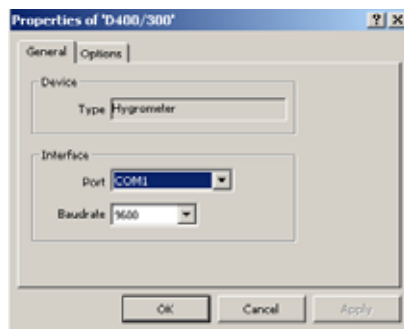 Properties of 'D400/300'
General Options
Device
Type Hygrometer
Interface
Port COM1
Baudrate 9600
OK Cancel Apply